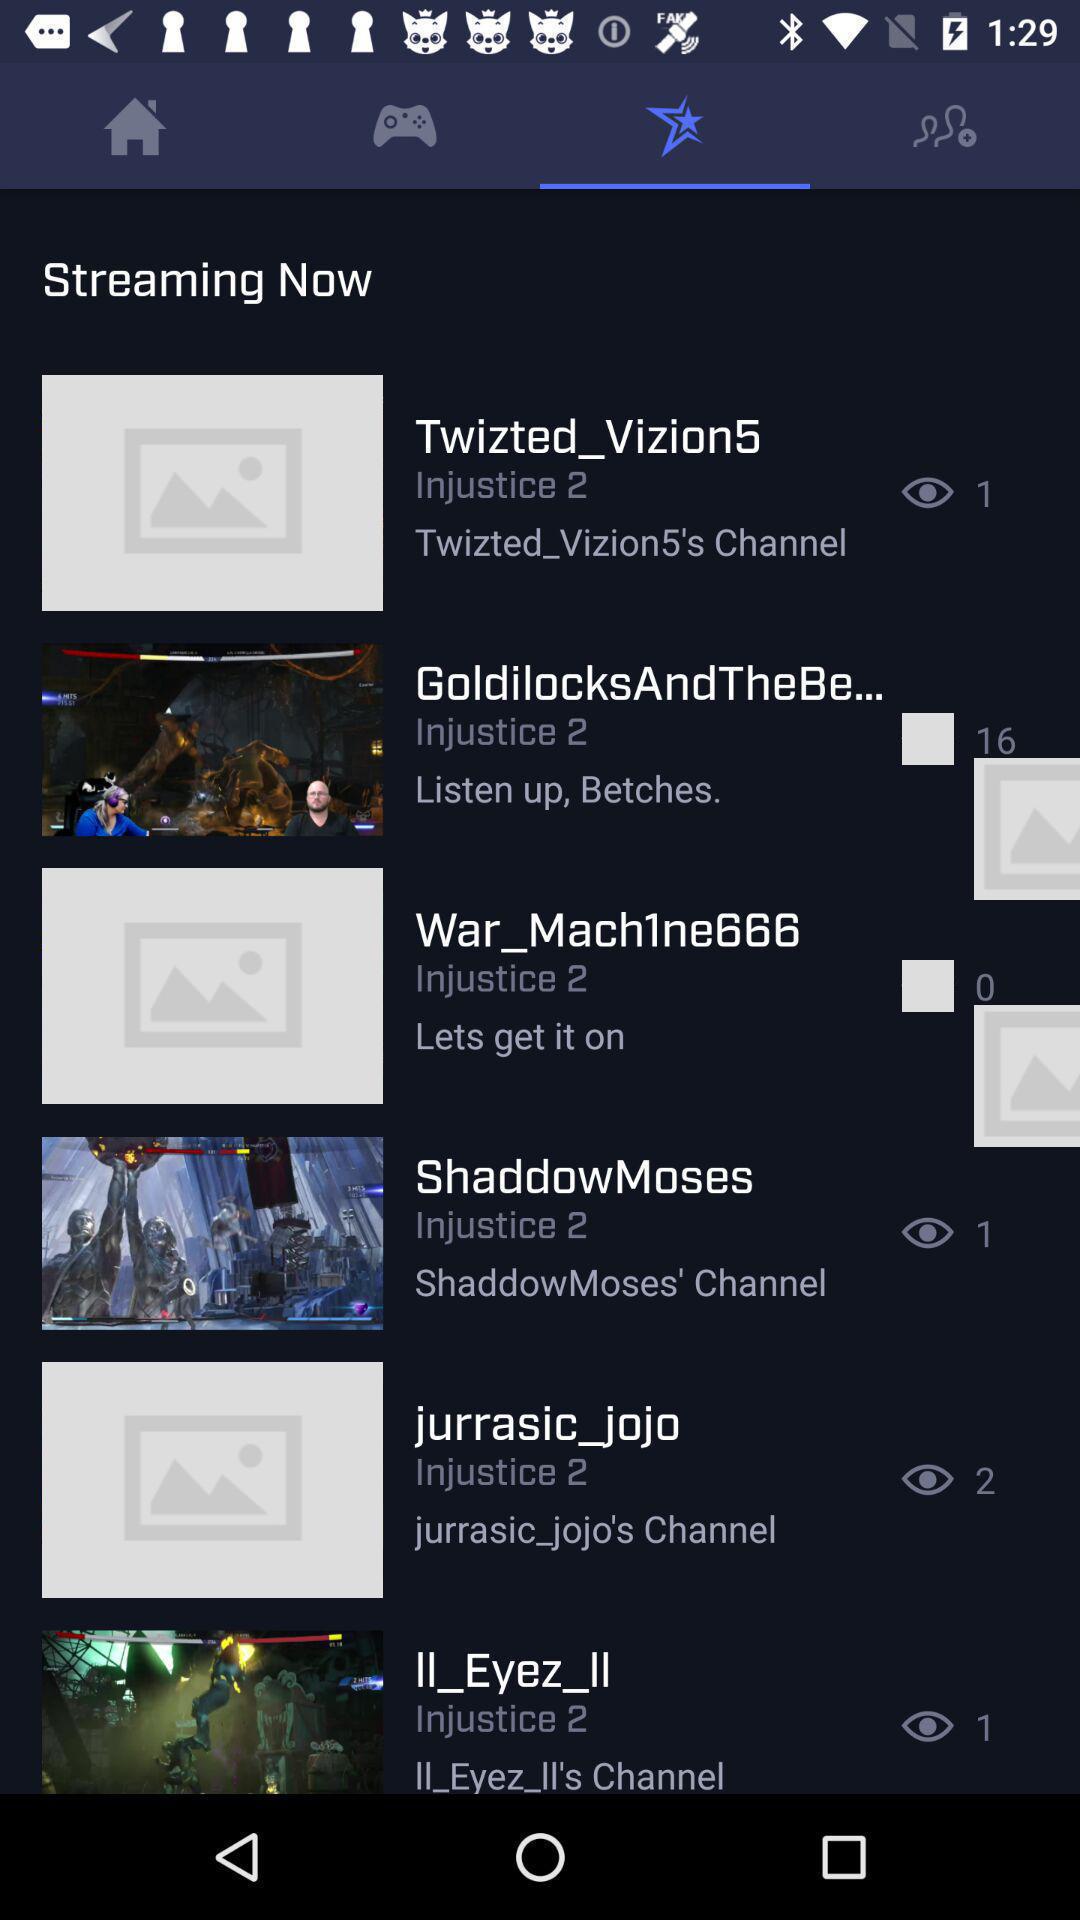 FAKE
1:29
Streaming Now
Twizted_Vizion5
Injustice 2
1
Twizted_Vizion5's Channel
GoldilocksAndTheBe...
Injustice 2
16
Listen up, Betches.
War_Mach1ne666
Injustice 2
0
Lets get it on
ShaddowMoses
Injustice 2
1
ShaddowMoses' Channel
jurrasic_jojo
Injustice 2
2
jurrasic_jojo's Channel
ll_Eyez_ll
Injustice 2
1
ll_Eyez_ll's Channel